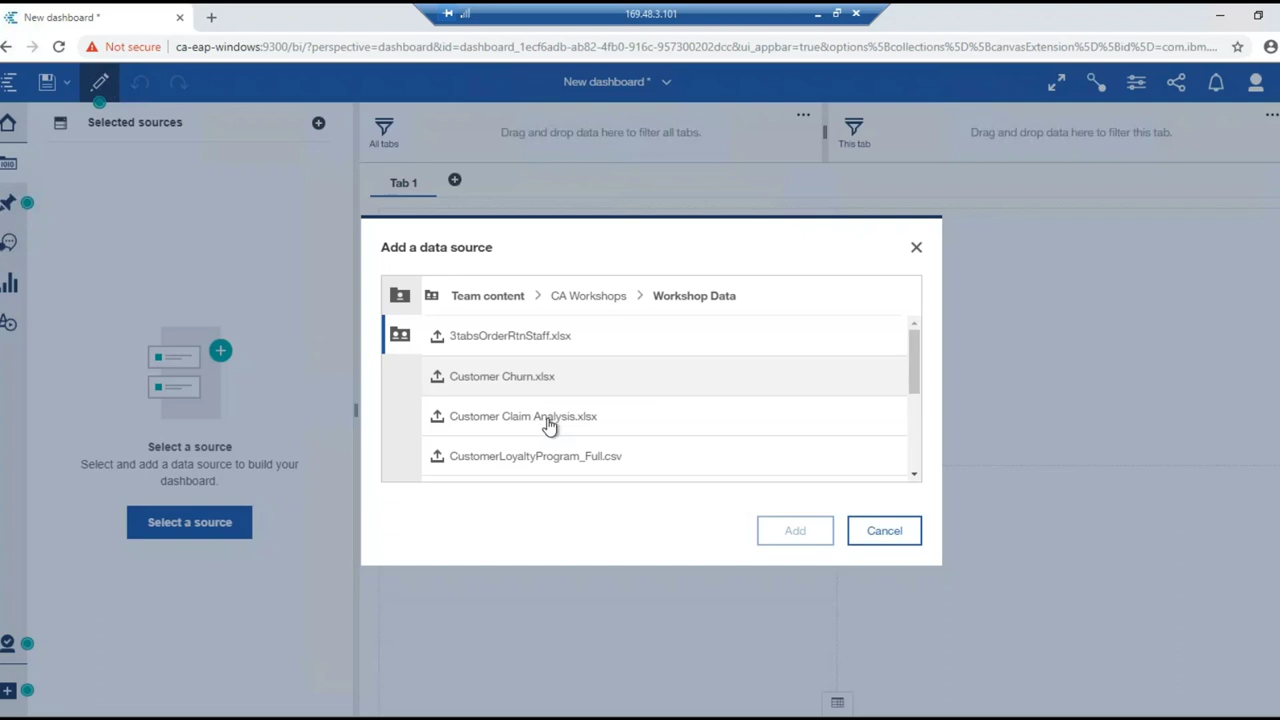 New dashboard *
169.48.3.101
Not secure
ca-eap-windows:9300/bi/?perspective=dashboard&id=dashboard_1ecf6adb-ab82-4fb0-916c-957300202dcc&ui_appbar=true&options%5Bcollections%5D%5BcanvasExtension%5D%5Bid%5D=com.ibm....
New dashboard *
Selected sources
All tabs
Drag and drop data here to filter all tabs.
This tab
Drag and drop data here to filter this tab.
Tab 1
Add a data source
Team content > CA Workshops > Workshop Data
3tabsOrderRtnStaff.xlsx
Customer Churn.xlsx
Customer Claim Analysis.xlsx
CustomerLoyaltyProgram_Full.csv
Add
Cancel
Select a source
Select and add a data source to build your
dashboard.
Select a source